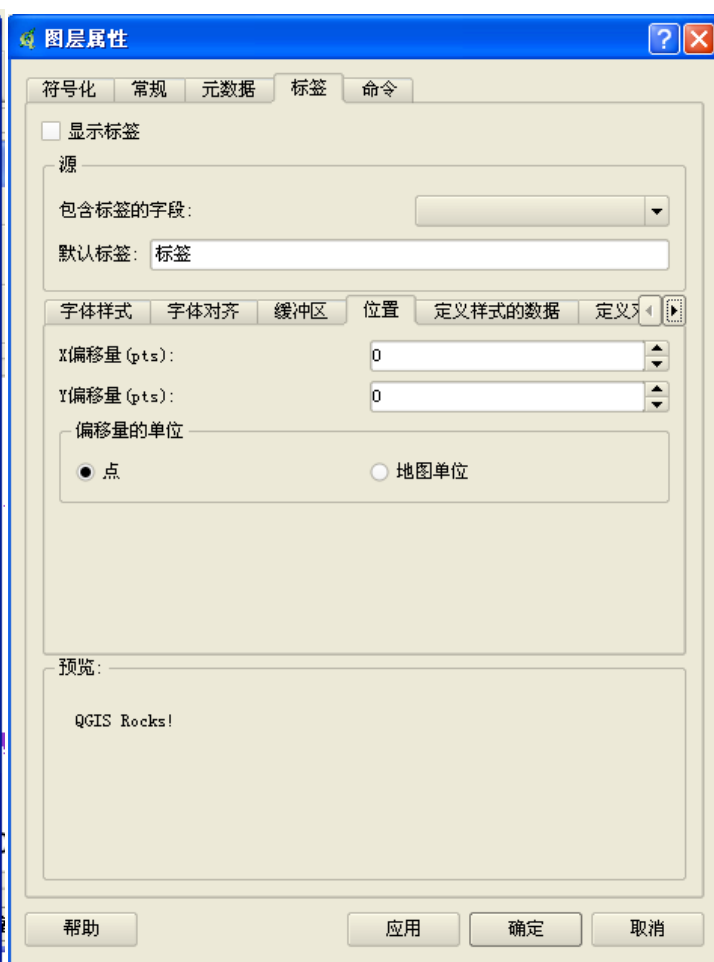 图层属性
符号化 常规 元数据 标签 命令
显示标签
源
包含标签的字段:
默认标签: 标签
字体样式 字体对齐 缓冲区 位置 定义样式的数据 定义
X偏移量(pts): 0
Y偏移量(pts): 0
偏移量的单位
点 地图单位
预览:
QGIS Rocks!
帮助 应用 确定 取消